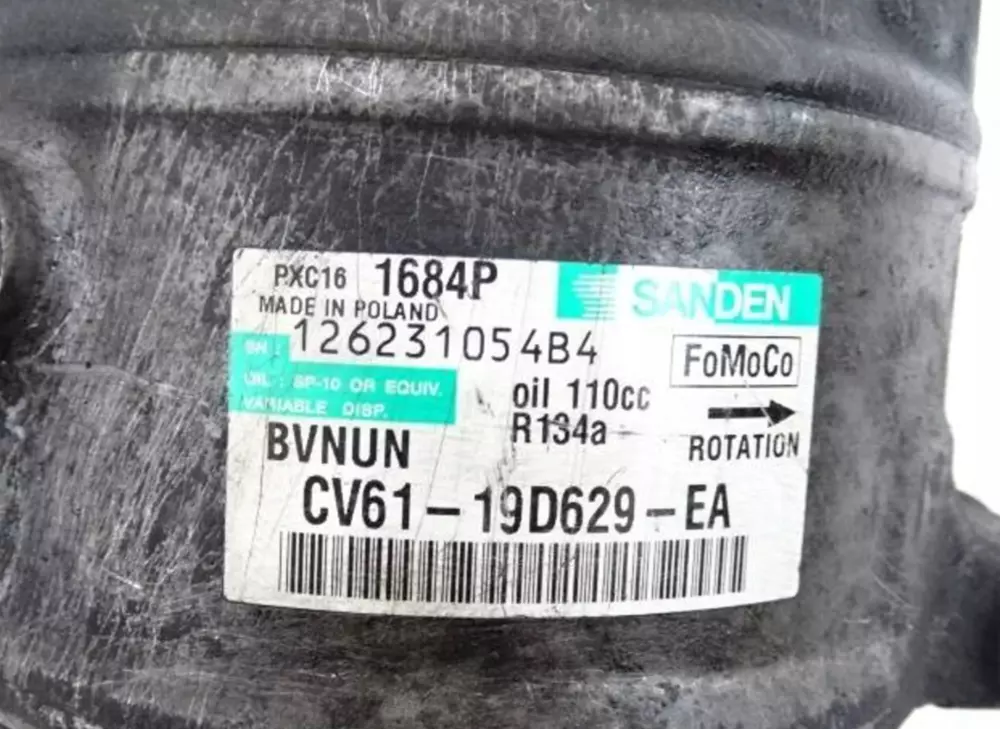 PXC16 1684P SANDEN
MADE IN POLAND
SN: 126231054B4
FoMoCo
OIL : SP-10 OR EQUIV.
VARIABLE DISP.
oil 110cc
R134a
ROTATION
BVNUN
CV61-19D629-EA